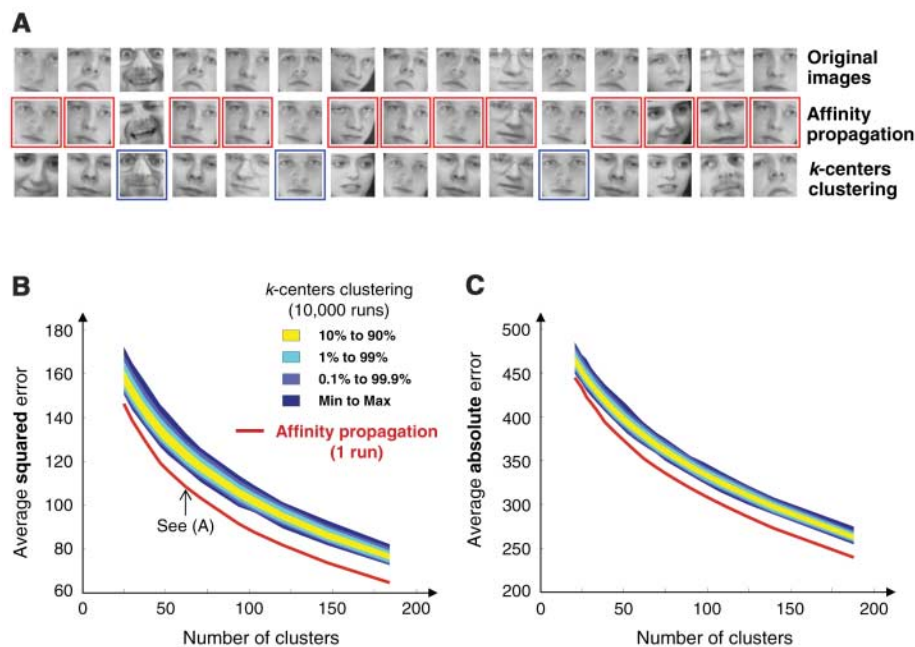 A
Original
images
Affinity
propagation
k-centers
clustering
B
k-centers clustering
(10,000 runs)
10% to 90%
1% to 99%
0.1% to 99.9%
Min to Max
Affinity propagation
(1 run)
180
160
140
120
100
80
60
Average squared error
See (A)
0
50
100
150
200
Number of clusters
C
500
450
400
350
300
250
200
Average absolute error
0
50
100
150
200
Number of clusters